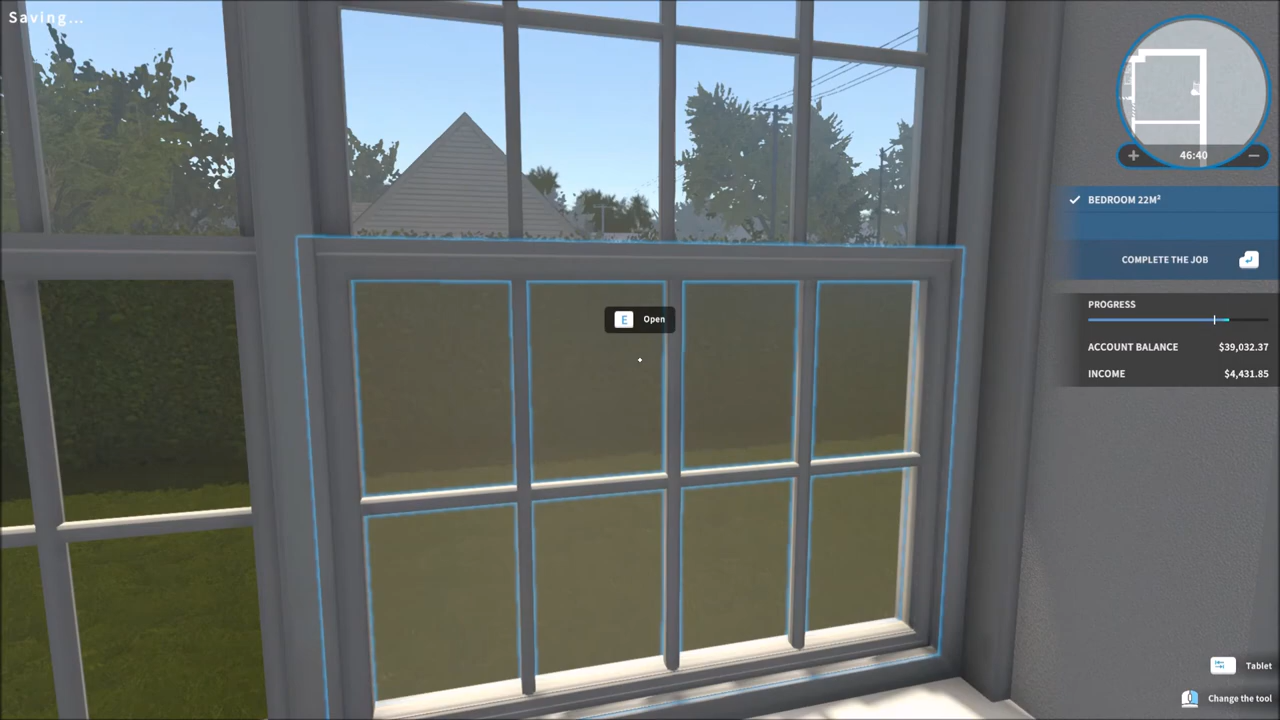 Saving...
46:40
BEDROOM 22M²
COMPLETE THE JOB
PROGRESS
ACCOUNT BALANCE $39,032.37
INCOME $4,431.85
E Open
Tablet
Change the tool